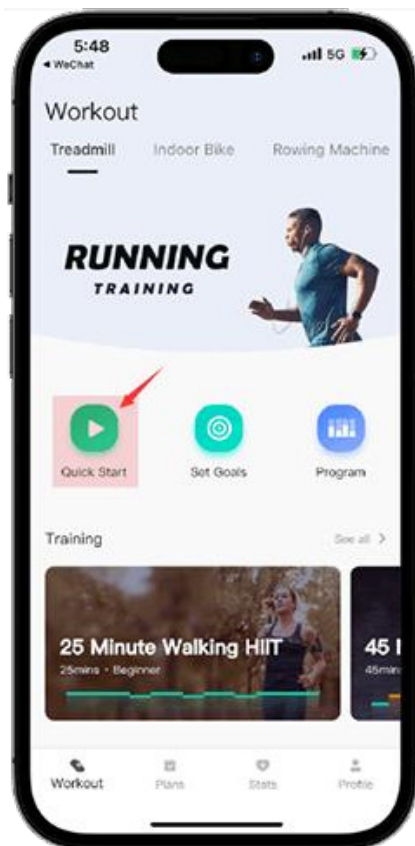 5:48
5G
◀ WeChat
Workout
Treadmill Indoor Bike Rowing Machine
RUNNING
TRAINING
Quick Start Set Goals Program
Training See all >
25 Minute Walking HIIT
25mins • Beginner
45
45min
Workout Plans Stats Profile